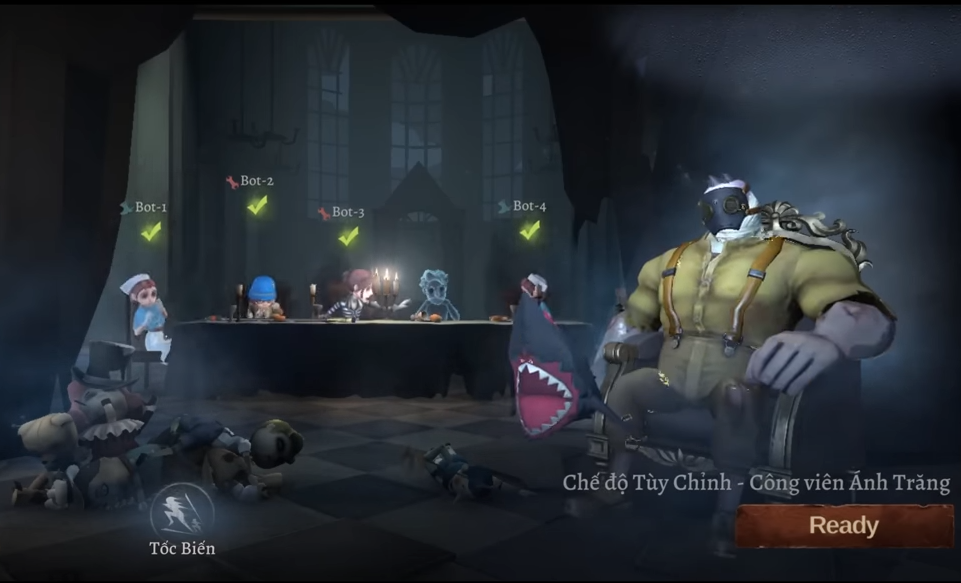 Bot-2
Bot-1
Bot-3
Bot-4
Chế độ Tùy Chỉnh - Công viên Ánh Trăng
Ready
Tốc Biến